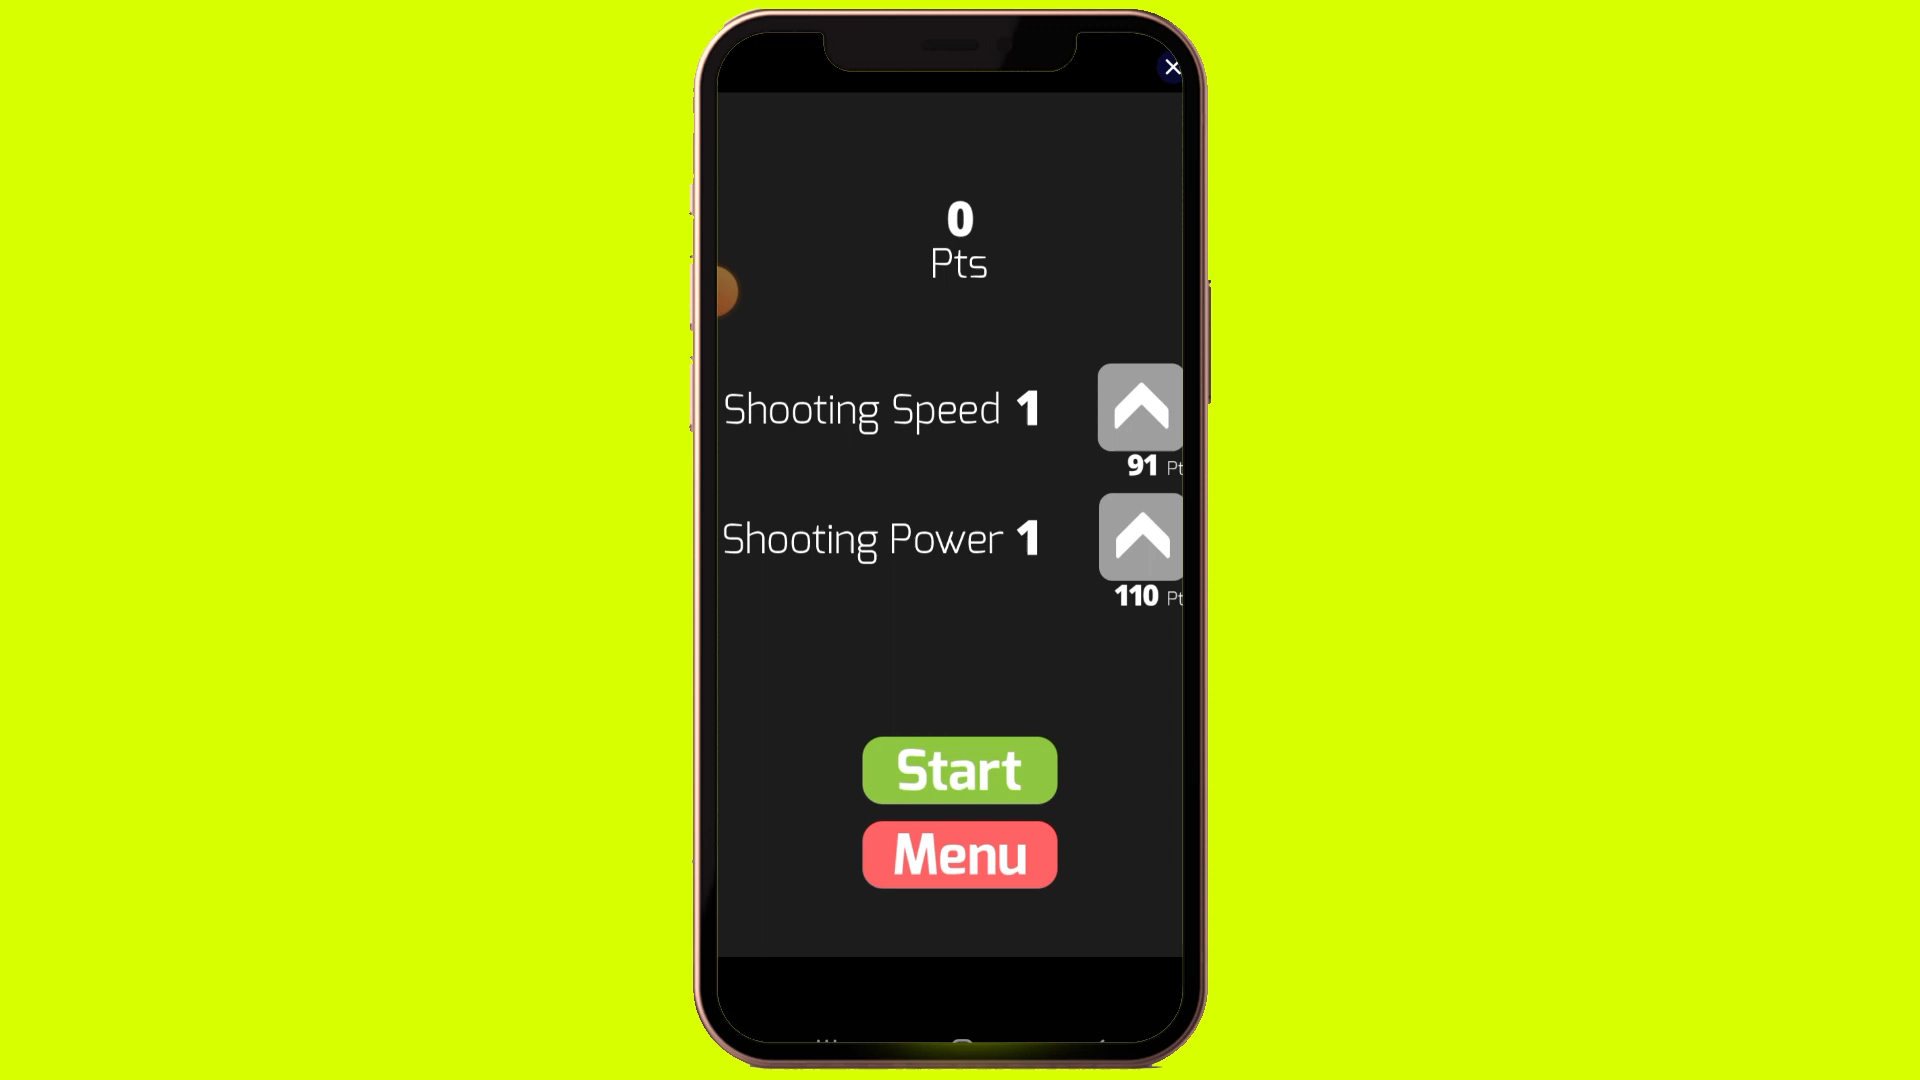 0
Pts
Shooting Speed 1
91 Pt
Shooting Power 1
110 Pt
Start
Menu